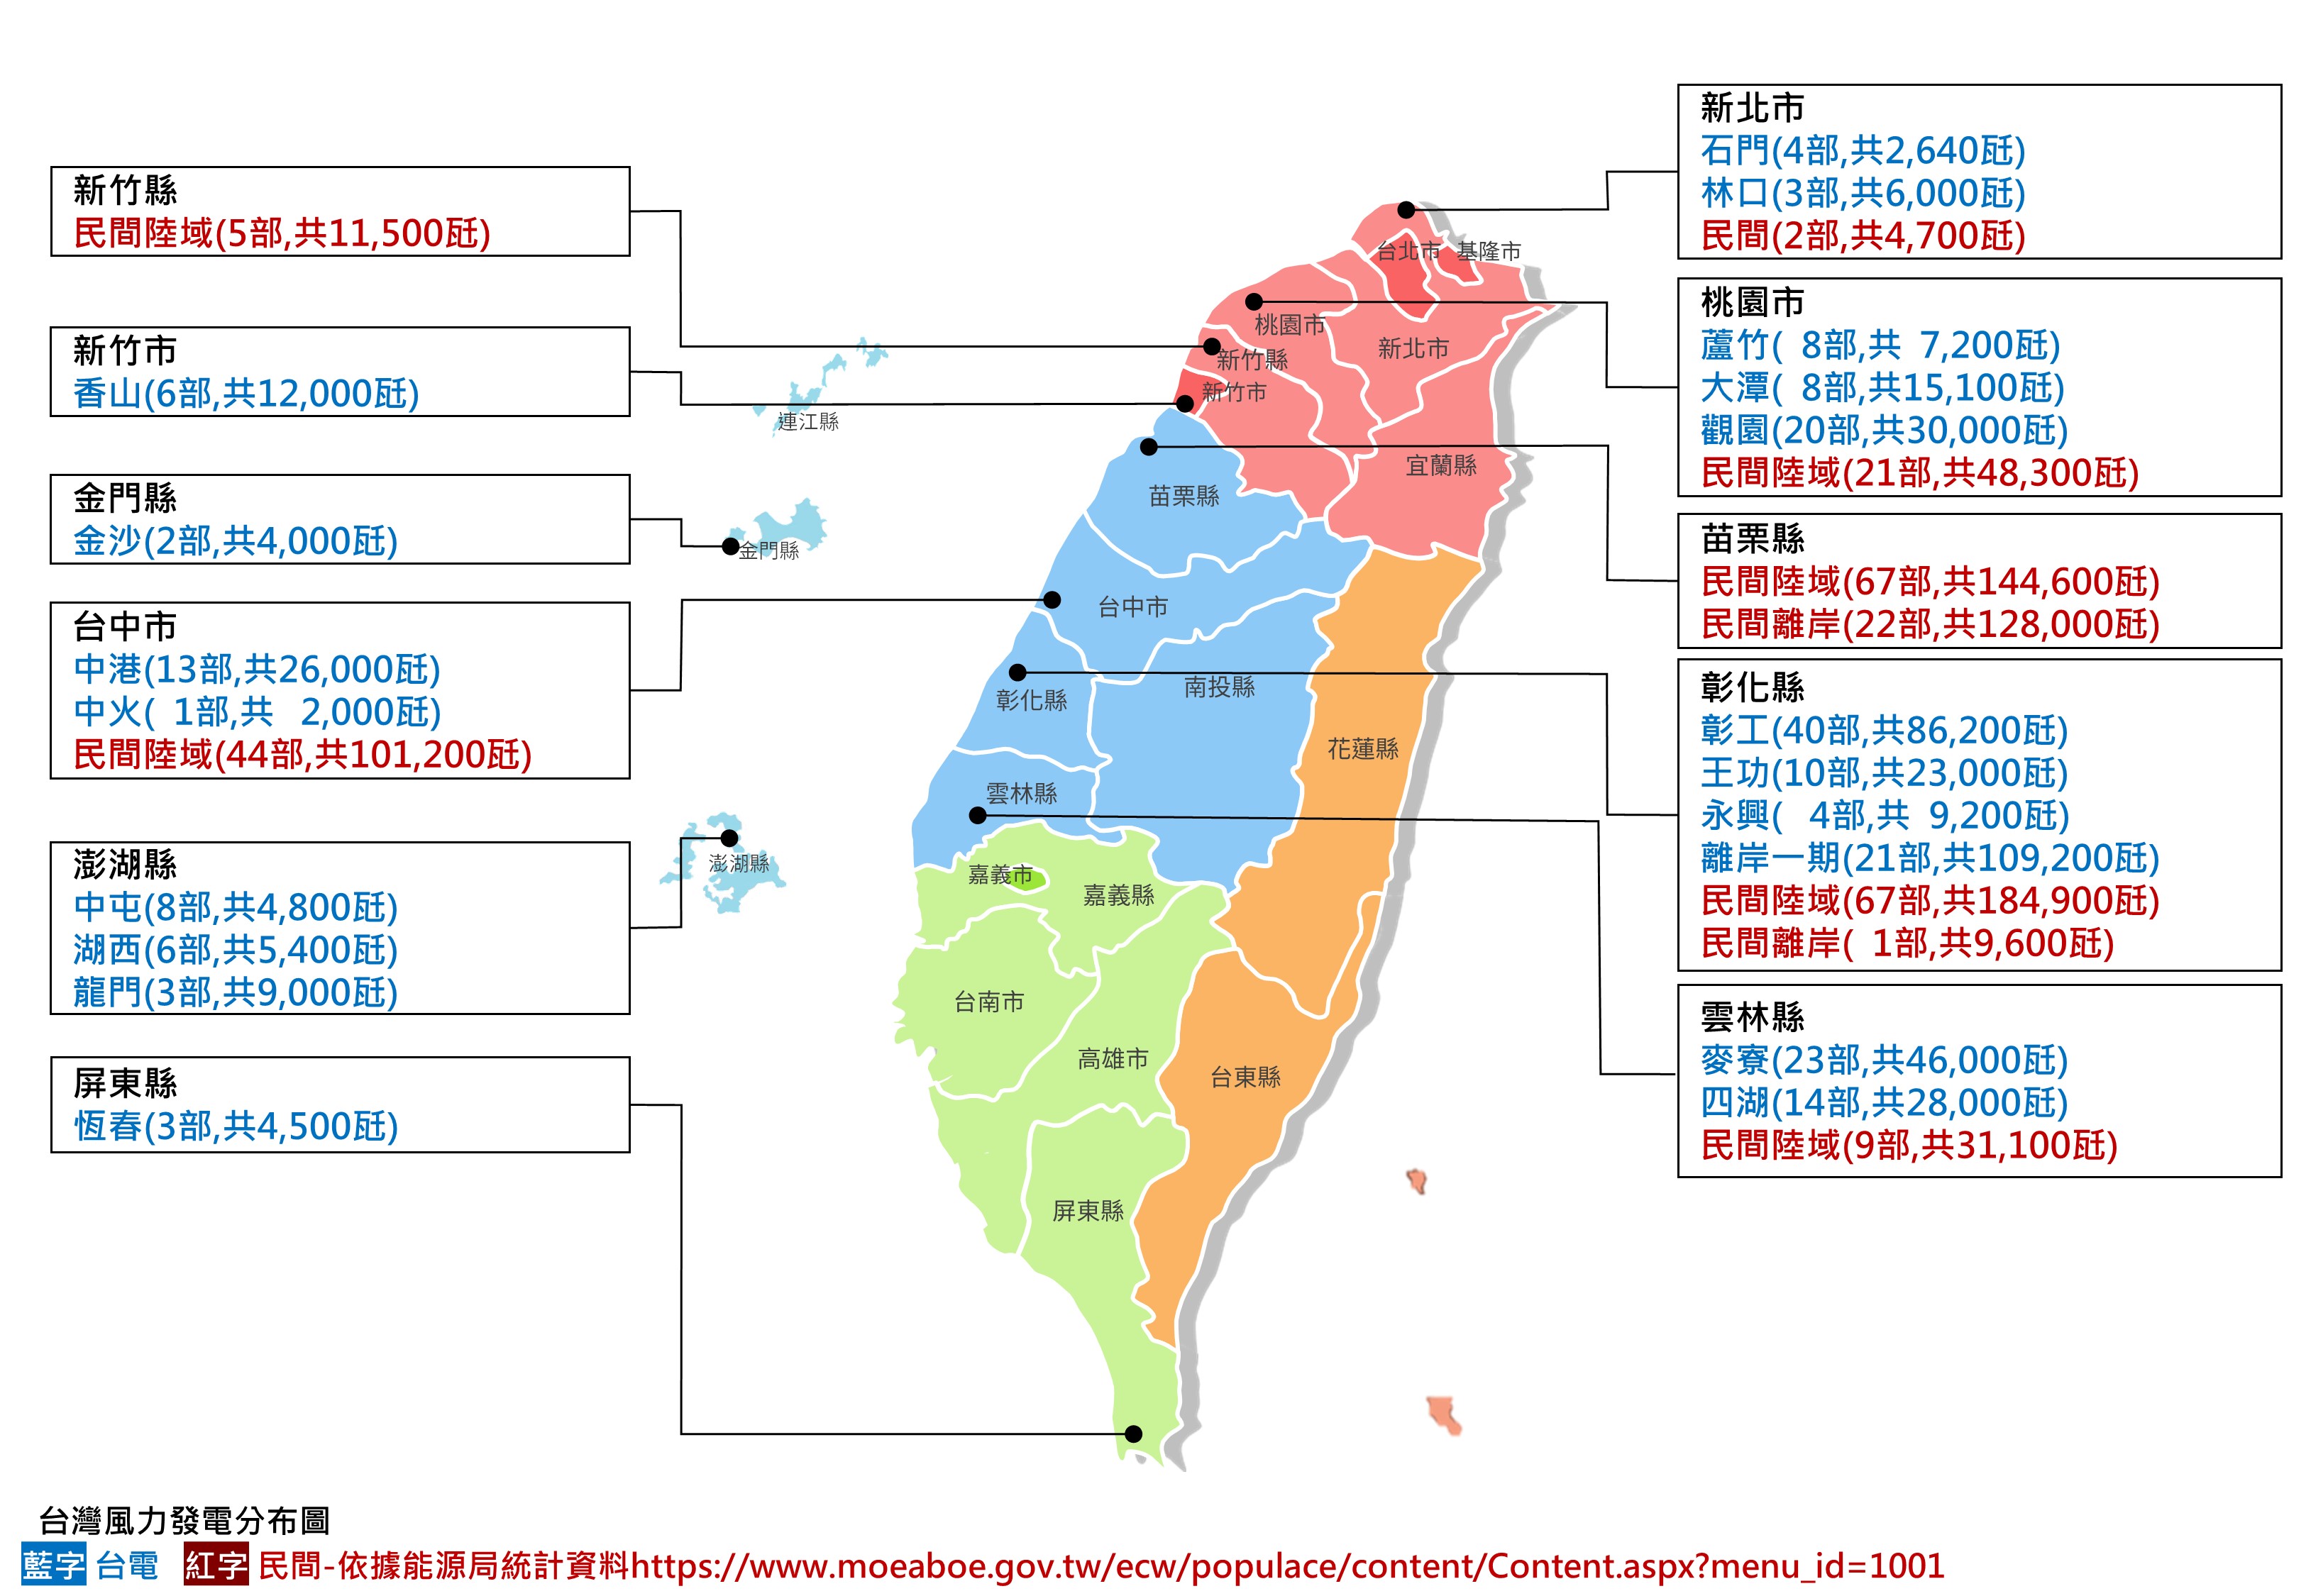 新竹縣
民間陸域(5部,共11,500瓩)
新竹市
香山(6部,共12,000瓩)
金門縣
金沙(2部,共4,000瓩)
台中市
中港(13部,共26,000瓩)
中火( 1部,共 2,000瓩)
民間陸域(44部,共101,200瓩)
澎湖縣
中屯(8部,共4,800瓩)
湖西(6部,共5,400瓩)
龍門(3部,共9,000瓩)
屏東縣
恆春(3部,共4,500瓩)
台北市
基隆市
桃園市
新北市
新竹縣
新竹市
連江縣
宜蘭縣
苗栗縣
金門縣
台中市
南投縣
彰化縣
花蓮縣
雲林縣
澎湖縣
嘉義市
嘉義縣
台南市
高雄市
台東縣
屏東縣
新北市
石門(4部,共2,640瓩)
林口(3部,共6,000瓩)
民間(2部,共4,700瓩)
桃園市
蘆竹( 8部,共 7,200瓩)
大潭( 8部,共15,100瓩)
觀園(20部,共30,000瓩)
民間陸域(21部,共48,300瓩)
苗栗縣
民間陸域(67部,共144,600瓩)
民間離岸(22部,共128,000瓩)
彰化縣
彰工(40部,共86,200瓩)
王功(10部,共23,000瓩)
永興( 4部,共 9,200瓩)
離岸一期(21部,共109,200瓩)
民間陸域(67部,共184,900瓩)
民間離岸( 1部,共9,600瓩)
雲林縣
麥寮(23部,共46,000瓩)
四湖(14部,共28,000瓩)
民間陸域(9部,共31,100瓩)
台灣風力發電分布圖
藍字 台電 紅字 民間-依據能源局統計資料https://www.moeaboe.gov.tw/ecw/populace/content/Content.aspx?menu_id=1001